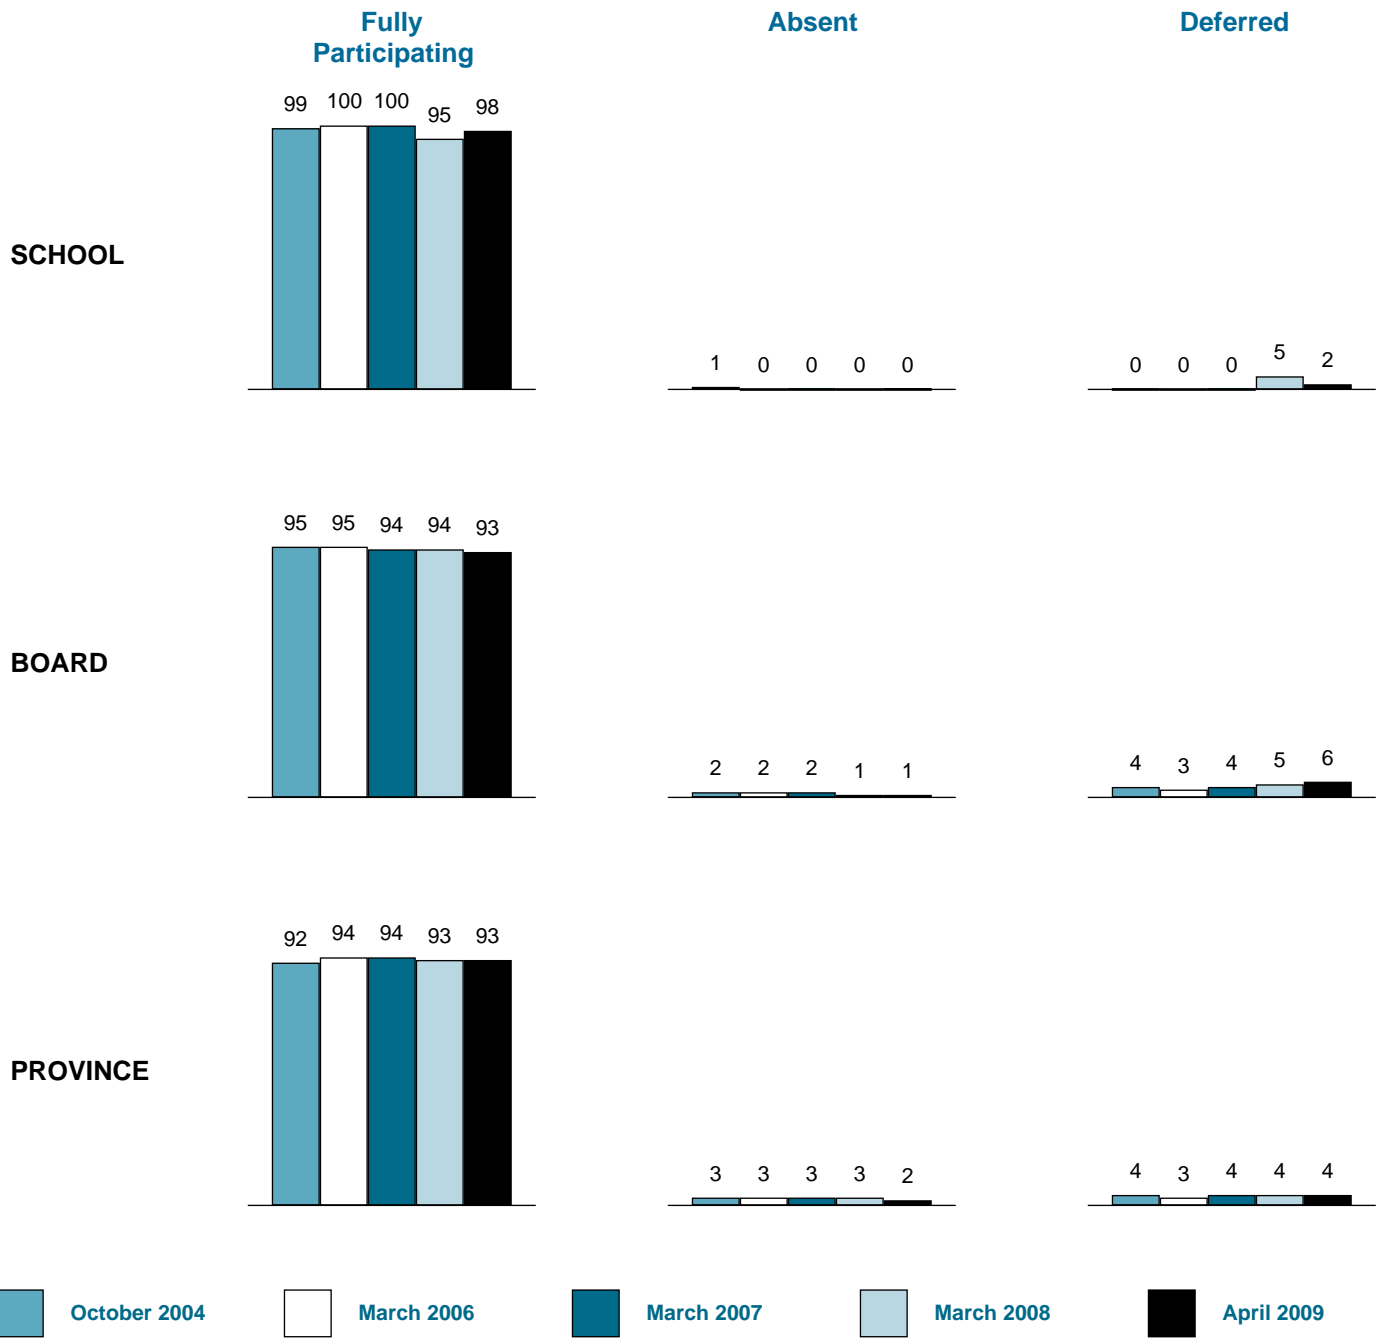 Fully
Participating
Absent
Deferred
99 100 100 95 98
SCHOOL
1 0 0 0 0
0 0 0 5 2
95 95 94 94 93
BOARD
2 2 2 1 1
4 3 4 5 6
92 94 94 93 93
PROVINCE
3 3 3 3 2
4 3 4 4 4
October 2004
March 2006
March 2007
March 2008
April 2009